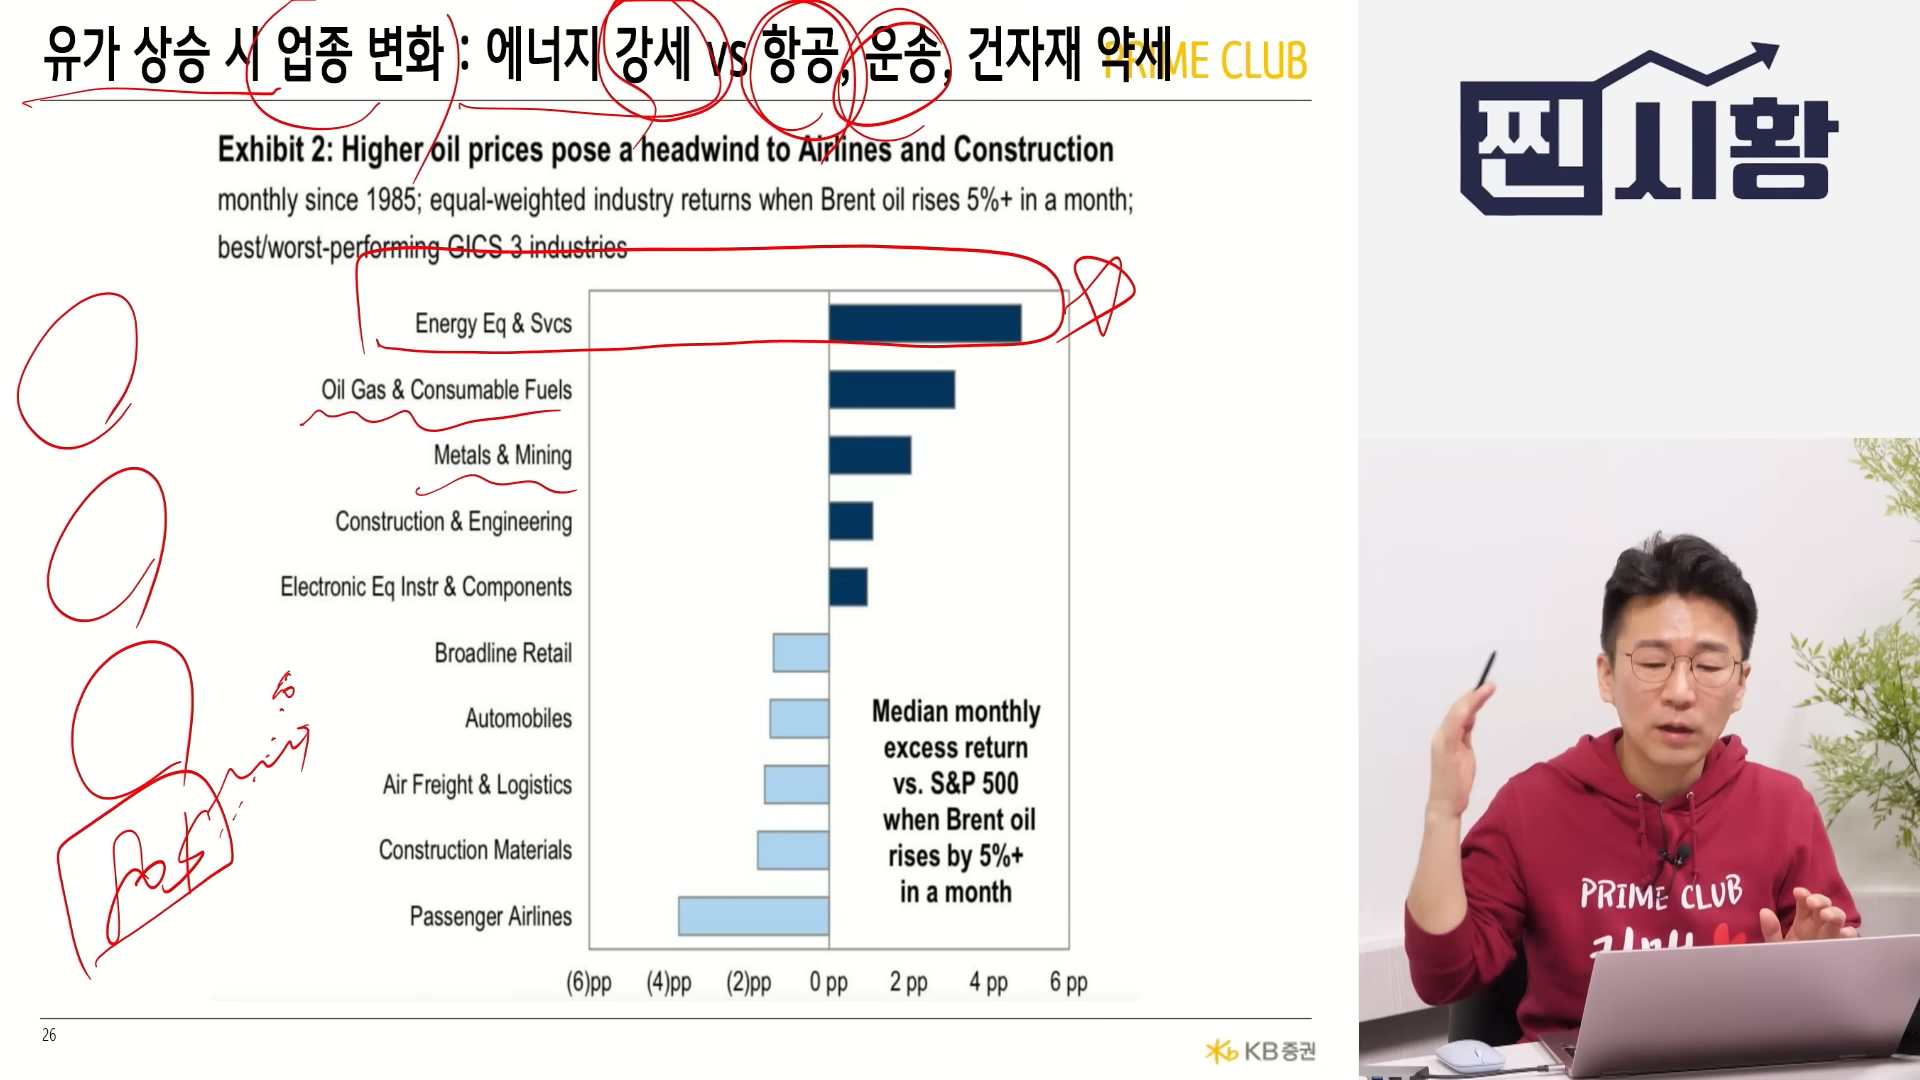 유가 상승 시 업종 변화 : 에너지 강세 vs 항공, 운송, 건자재 약세
PRIME CLUB
찐시황
Exhibit 2: Higher oil prices pose a headwind to Airlines and Construction
monthly since 1985; equal-weighted industry returns when Brent oil rises 5%+ in a month;
best/worst-performing GICS 3 industries
Energy Eq & Svcs
Oil Gas & Consumable Fuels
Metals & Mining
Construction & Engineering
Electronic Eq Instr & Components
Broadline Retail
Automobiles
Air Freight & Logistics
Construction Materials
Passenger Airlines
Median monthly
excess return
vs. S&P 500
when Brent oil
rises by 5%+
in a month
(6)pp (4)pp (2)pp 0 pp 2 pp 4 pp 6 pp
26
KB증권
PRIME CLUB